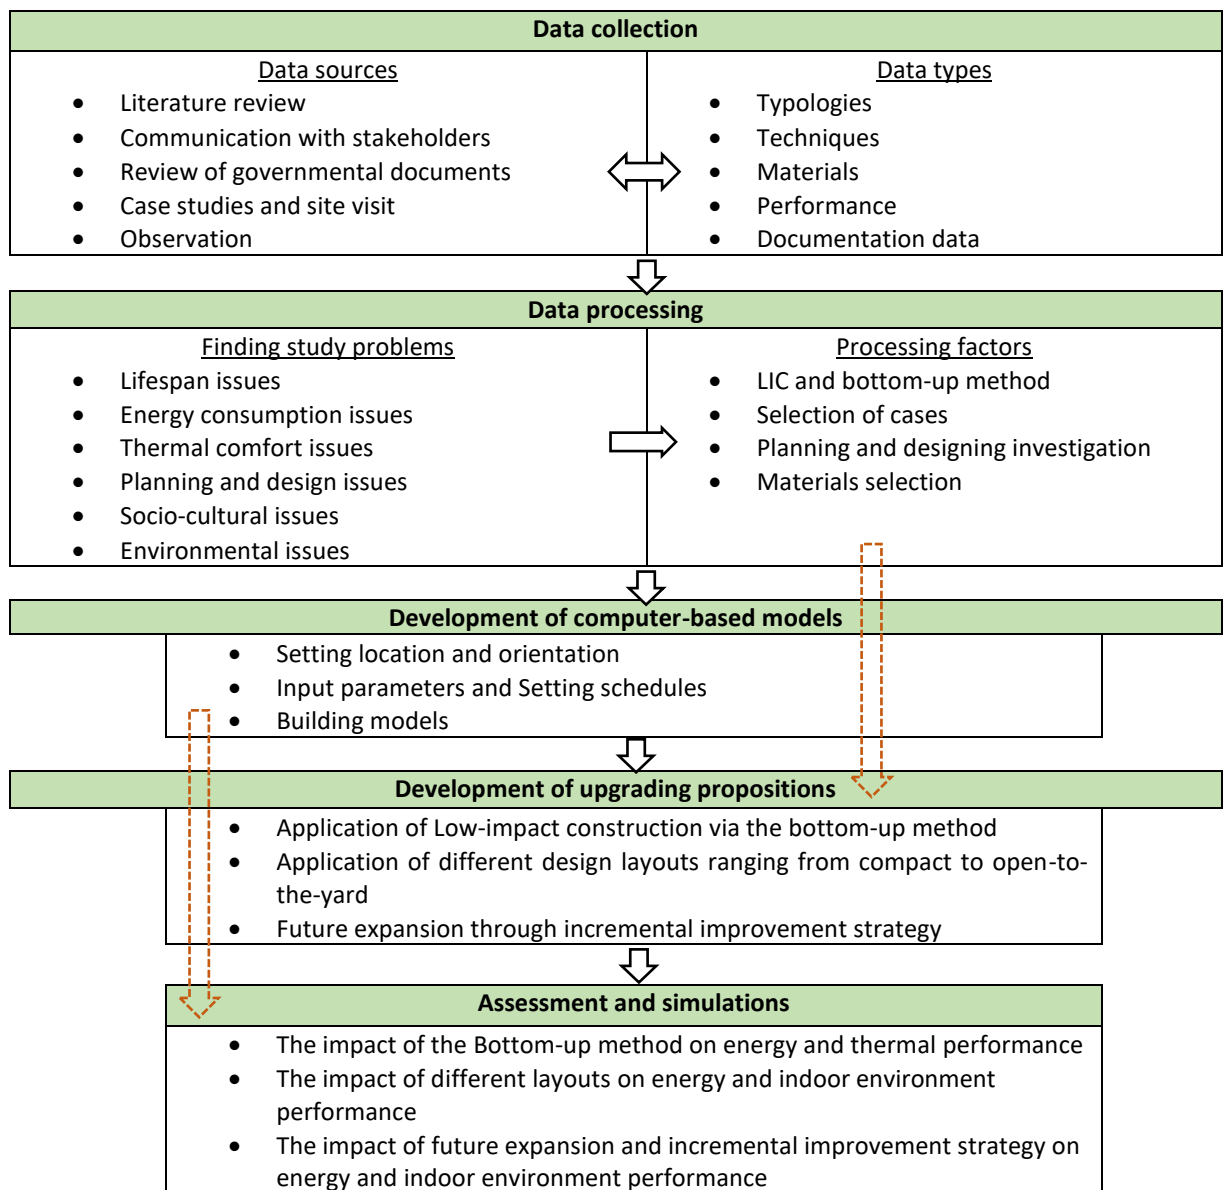 Data collection
Data sources
• Literature review
• Communication with stakeholders
• Review of governmental documents
• Case studies and site visit
• Observation
Data types
• Typologies
• Techniques
• Materials
• Performance
• Documentation data
Data processing
Finding study problems
• Lifespan issues
• Energy consumption issues
• Thermal comfort issues
• Planning and design issues
• Socio-cultural issues
• Environmental issues
Processing factors
• LIC and bottom-up method
• Selection of cases
• Planning and designing investigation
• Materials selection
Development of computer-based models
• Setting location and orientation
• Input parameters and Setting schedules
• Building models
Development of upgrading propositions
• Application of Low-impact construction via the bottom-up method
• Application of different design layouts ranging from compact to open-to-
the-yard
• Future expansion through incremental improvement strategy
Assessment and simulations
• The impact of the Bottom-up method on energy and thermal performance
• The impact of different layouts on energy and indoor environment
performance
• The impact of future expansion and incremental improvement strategy on
energy and indoor environment performance